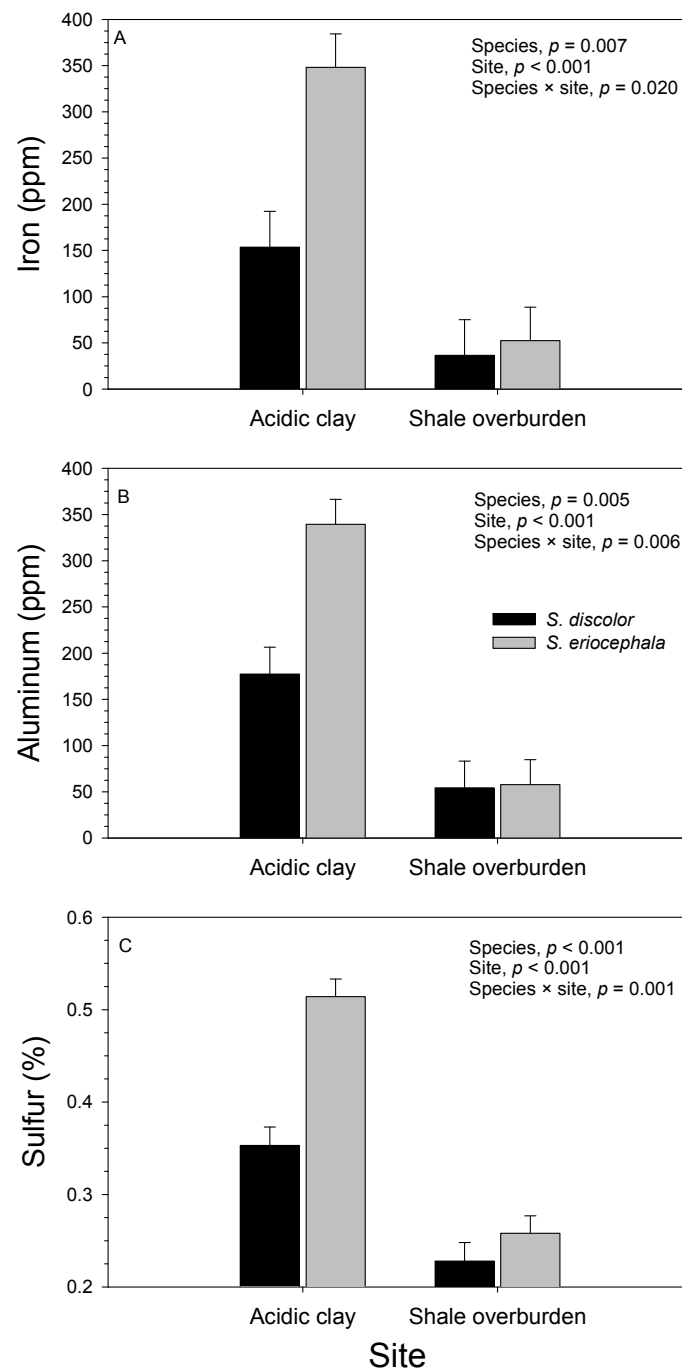 A
Species, p = 0.007
Site, p < 0.001
Species × site, p = 0.020
400
350
300
250
200
150
100
50
0
Iron (ppm)
Acidic clay Shale overburden
B
Species, p = 0.005
Site, p < 0.001
Species × site, p = 0.006
S. discolor
S. eriocephala
400
350
300
250
200
150
100
50
0
Aluminum (ppm)
Acidic clay Shale overburden
C
Species, p < 0.001
Site, p < 0.001
Species × site, p = 0.001
0.6
0.5
0.4
0.3
0.2
Sulfur (%)
Acidic clay Shale overburden
Site